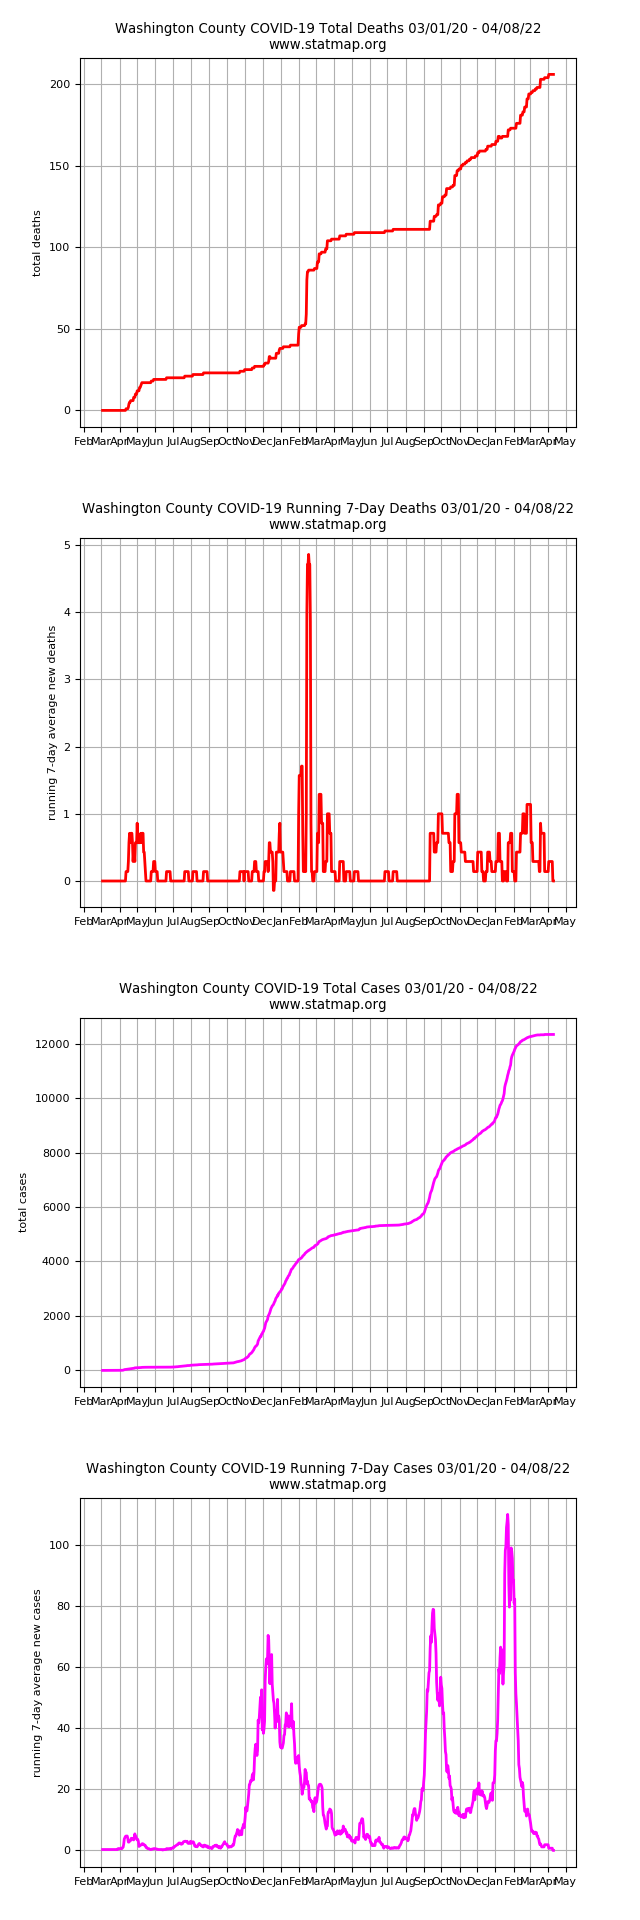 Washington County COVID-19 Total Deaths 03/01/20 - 04/08/22
www.statmap.org
200
150
100
50
0
total deaths
Feb Mar Apr May Jun Jul Aug Sep Oct Nov Dec Jan Feb Mar Apr May Jun Jul Aug Sep Oct Nov Dec Jan Feb Mar Apr May
Washington County COVID-19 Running 7-Day Deaths 03/01/20 - 04/08/22
www.statmap.org
5
4
3
2
1
0
running 7-day average new deaths
Feb Mar Apr May Jun Jul Aug Sep Oct Nov Dec Jan Feb Mar Apr May Jun Jul Aug Sep Oct Nov Dec Jan Feb Mar Apr May
Washington County COVID-19 Total Cases 03/01/20 - 04/08/22
www.statmap.org
12000
10000
8000
6000
4000
2000
0
total cases
Feb Mar Apr May Jun Jul Aug Sep Oct Nov Dec Jan Feb Mar Apr May Jun Jul Aug Sep Oct Nov Dec Jan Feb Mar Apr May
Washington County COVID-19 Running 7-Day Cases 03/01/20 - 04/08/22
www.statmap.org
100
80
60
40
20
0
running 7-day average new cases
Feb Mar Apr May Jun Jul Aug Sep Oct Nov Dec Jan Feb Mar Apr May Jun Jul Aug Sep Oct Nov Dec Jan Feb Mar Apr May